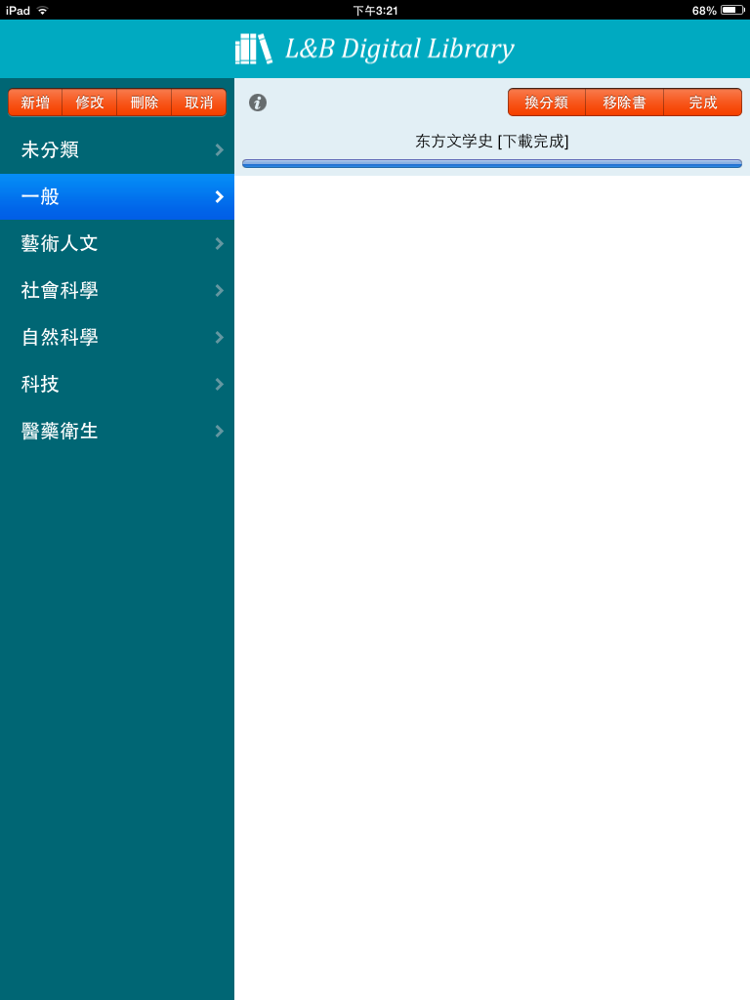 iPad 下午3:21 68%
L&B Digital Library
新增 修改 刪除 取消
換分類 移除書 完成
东方文学史 [下載完成]
未分類
一般
藝術人文
社會科學
自然科學
科技
醫藥衛生